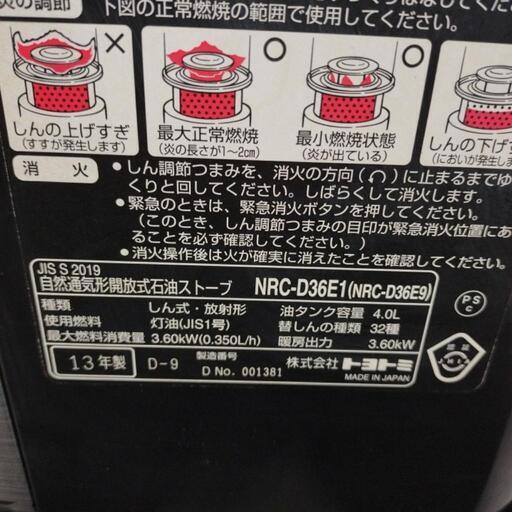 炎の調節
下図の正常燃焼の範囲で使用してください。
しんの上げすぎ
(すすが発生します)
最大正常燃焼
(炎の長さが1~2cm)
最小燃焼状態
(炎が出ている)
しんの下げす
(においが発生しま
消火
●しん調節つまみを、消火の方向()に止まるまでゆ
くりと回してください。しばらくして消火します。
●緊急のときは、緊急消火ボタンを押してください。
(このとき、しん調節つまみの目印が緊急消火位置にあ
ることを必ず確認してください。)
●消火操作後は火が確実に消えたことを確認してくださ
JIS S 2019
自然通気形開放式石油ストーブ NRC-D36E1(NRC-D36E9)
種類 しん式・放射形 油タンク容量 4.0L
使用燃料 灯油(JIS1号) 替しんの種類 32種
最大燃料消費量 3.60kW(0.350L/h) 暖房出力 3.60kW
13年製 D-9 製造番号 D No. 001381 株式会社トヨトミ
MADE IN JAPAN
PS
C
認証
JHIA